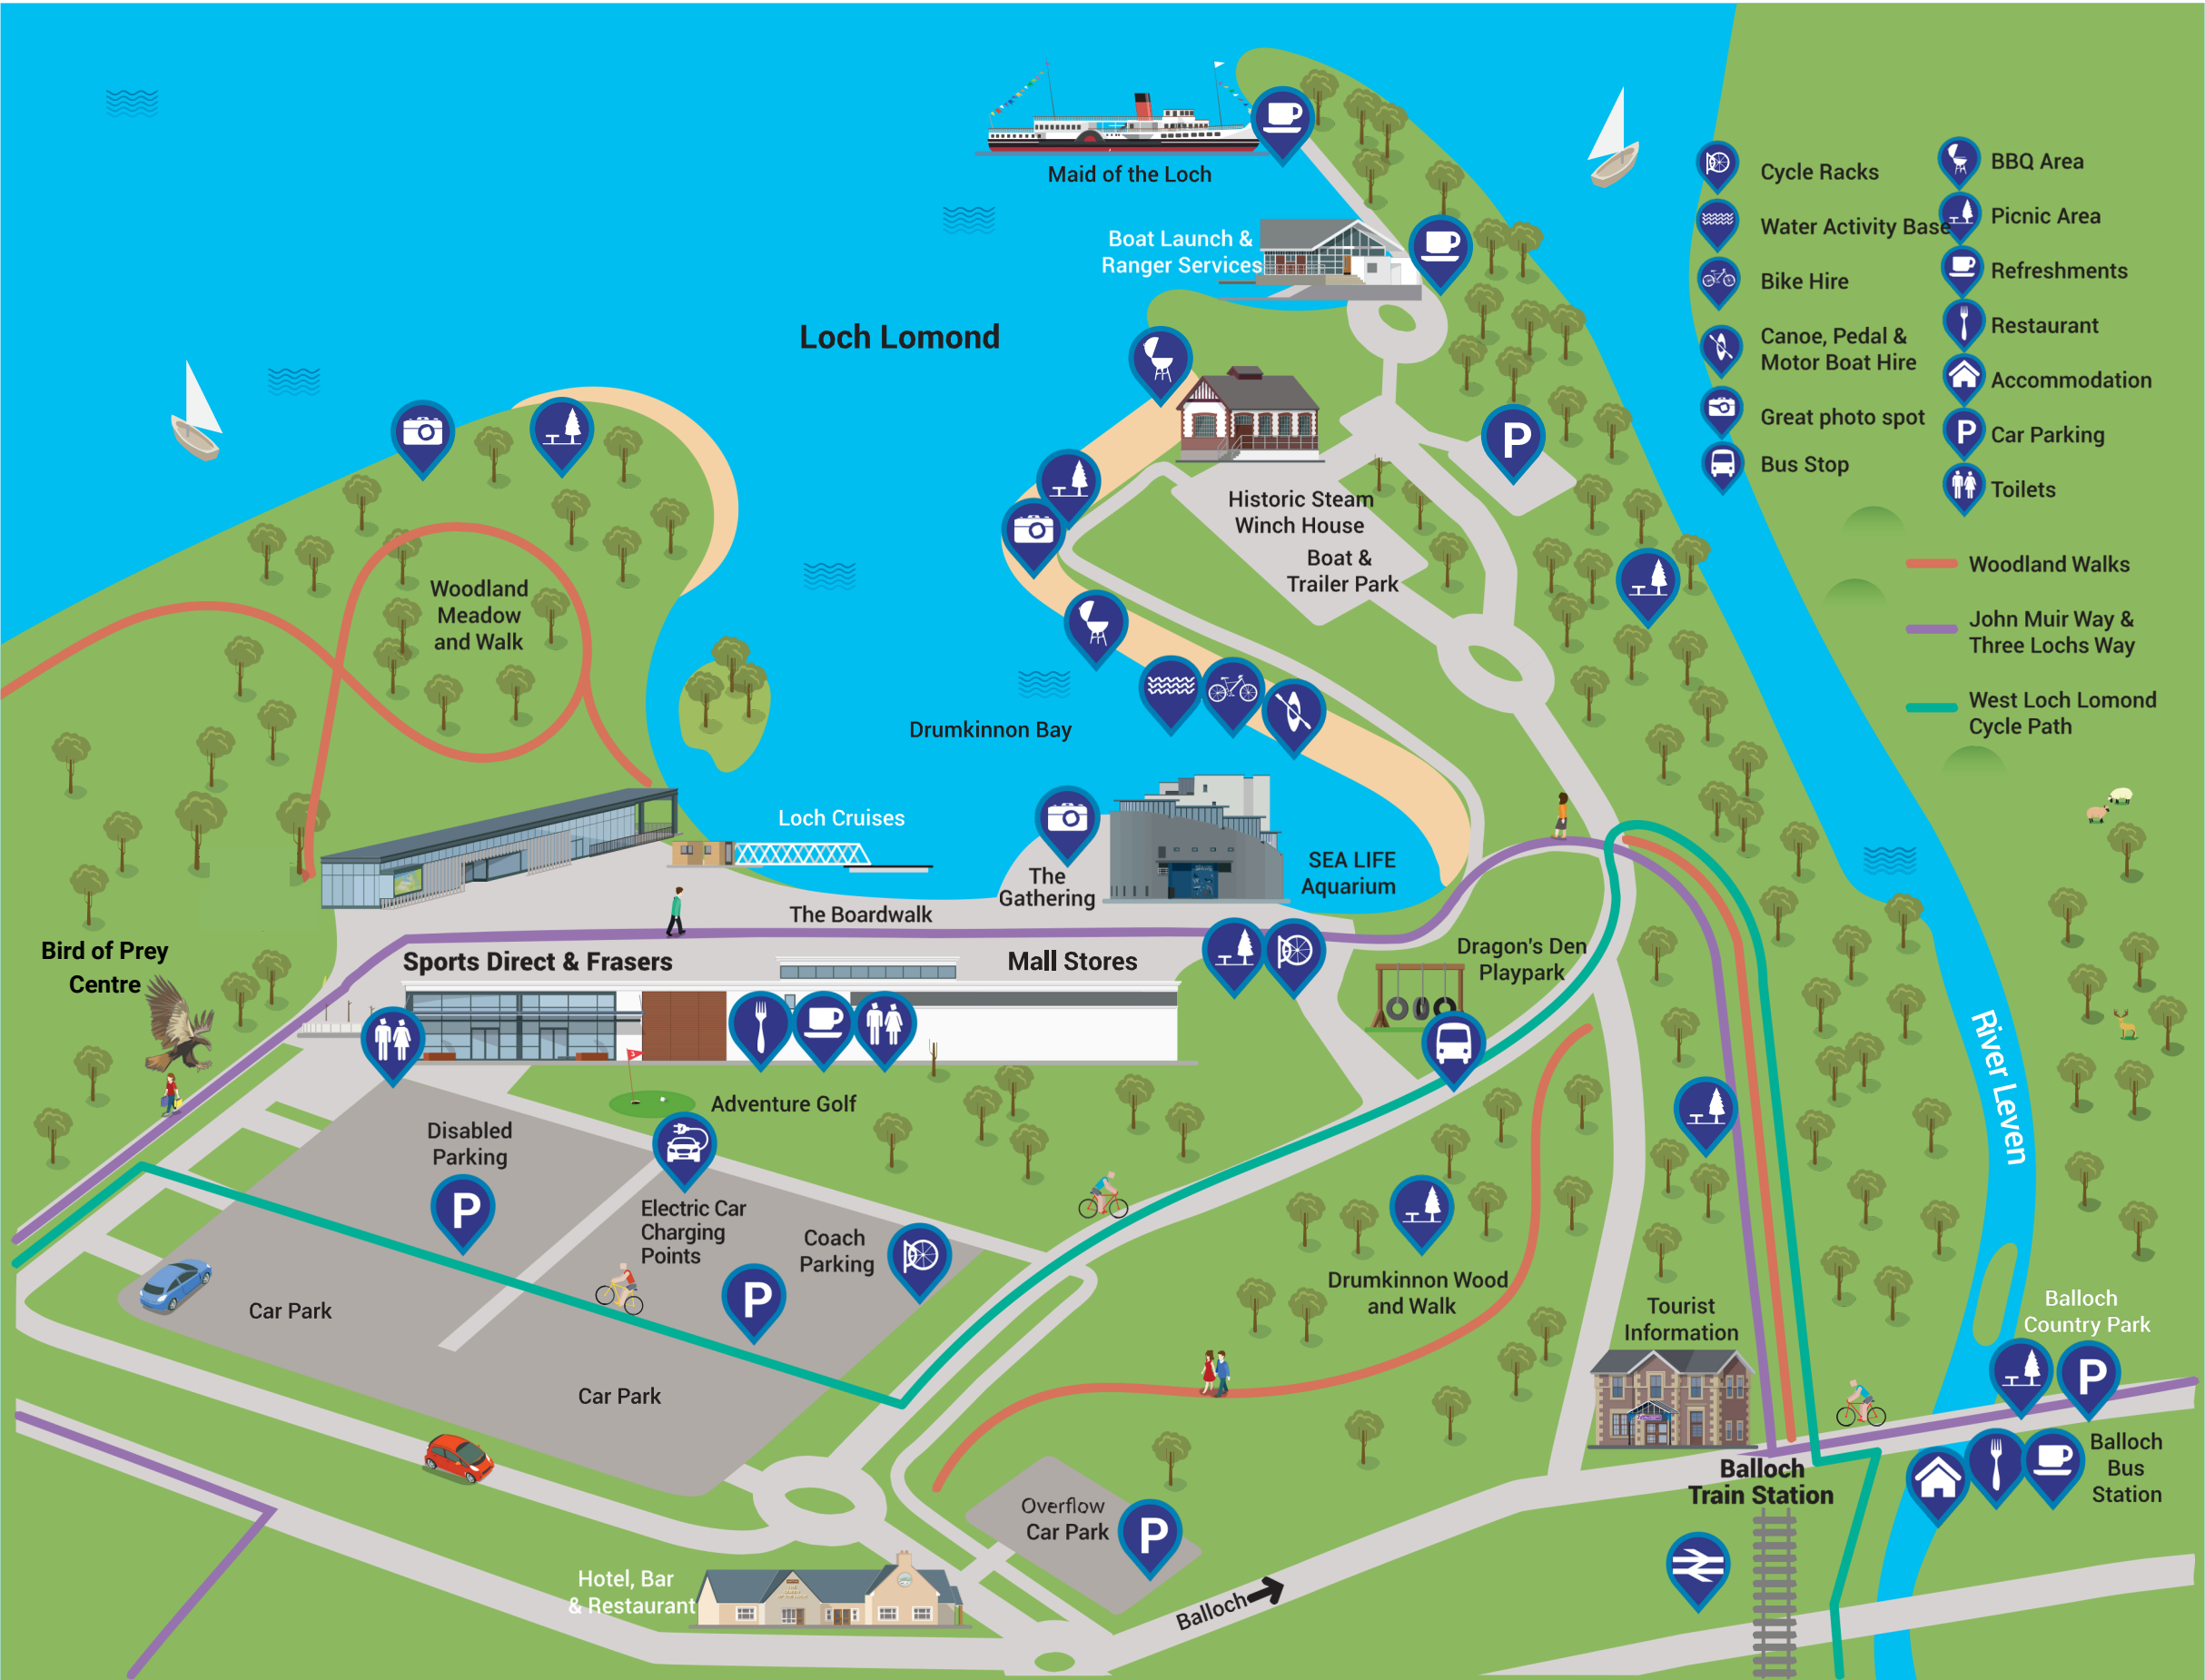 Maid of the Loch
Boat Launch &
Ranger Services
Loch Lomond
Cycle Racks
Water Activity Base
Bike Hire
Canoe, Pedal &
Motor Boat Hire
Great photo spot
Bus Stop
BBQ Area
Picnic Area
Refreshments
Restaurant
Accommodation
P
Car Parking
Toilets
Woodland Walks
John Muir Way &
Three Lochs Way
West Loch Lomond
Cycle Path
P
Historic Steam
Winch House
Boat &
Trailer Park
Woodland
Meadow
and Walk
Drumkinnon Bay
Loch Cruises
The
Gathering
SEA LIFE
Aquarium
The Boardwalk
Bird of Prey
Centre
Sports Direct & Frasers
Mall Stores
Dragon's Den
Playpark
River Leven
Adventure Golf
Disabled
Parking
P
Electric Car
Charging
Points
Coach
Parking
P
Car Park
Car Park
Drumkinnon Wood
and Walk
Tourist
Information
Balloch
Country Park
P
Balloch
Train Station
Balloch
Bus
Station
Overflow
Car Park
P
Hotel, Bar
& Restaurant
Balloch